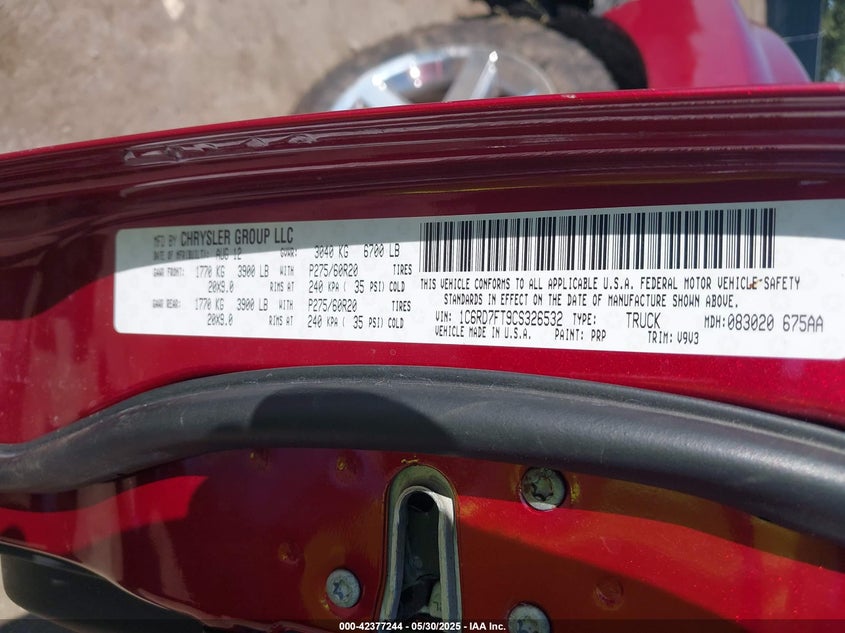 MFD BY CHRYSLER GROUP LLC
DATE OF MFR(BUILT): AUG 12 GVWR: 3040 KG 6700 LB
GAWR FRONT: 1770 KG 3900 LB WITH P275/60R20 TIRES
20X9.0 RIMS AT 240 KPA ( 35 PSI) COLD
GAWR REAR: 1770 KG 3900 LB WITH P275/60R20 TIRES
20X9.0 RIMS AT 240 KPA ( 35 PSI) COLD
THIS VEHICLE CONFORMS TO ALL APPLICABLE U.S.A. FEDERAL MOTOR VEHICLE SAFETY
STANDARDS IN EFFECT ON THE DATE OF MANUFACTURE SHOWN ABOVE.
VIN: 1C6RD7FT9CS326532 TYPE: TRUCK MDH: 083020 675AA
VEHICLE MADE IN U.S.A. PAINT: PRP TRIM: V9V3
000-42377244 - 05/30/2025 - IAA Inc.